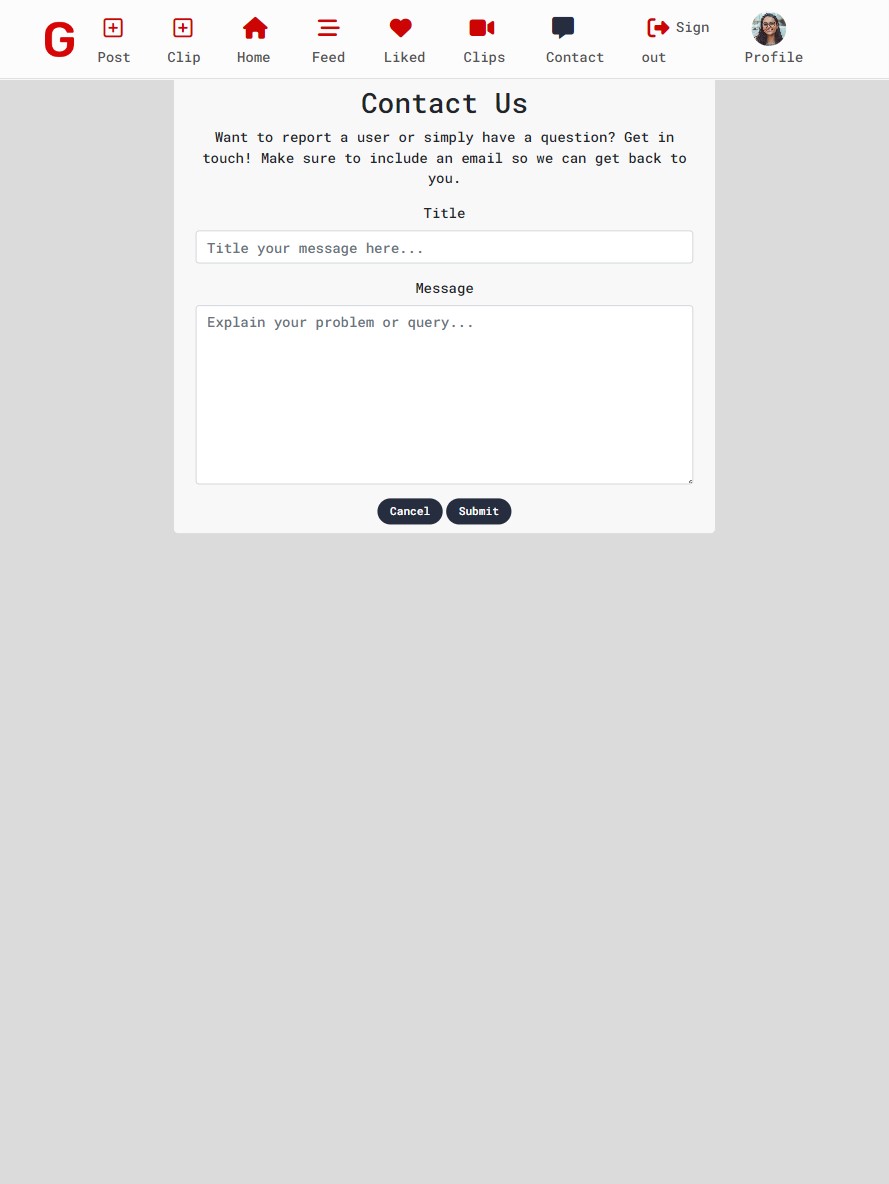 G
Post
Clip
Home
Feed
Liked
Clips
Contact
Sign
out
Profile
Contact Us
Want to report a user or simply have a question? Get in
touch! Make sure to include an email so we can get back to
you.
Title
Title your message here...
Message
Explain your problem or query...
Cancel Submit